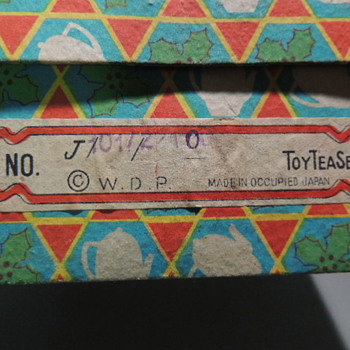 NO. TOY TEA SE
© W. D. P. MADE IN OCCUPIED JAPAN